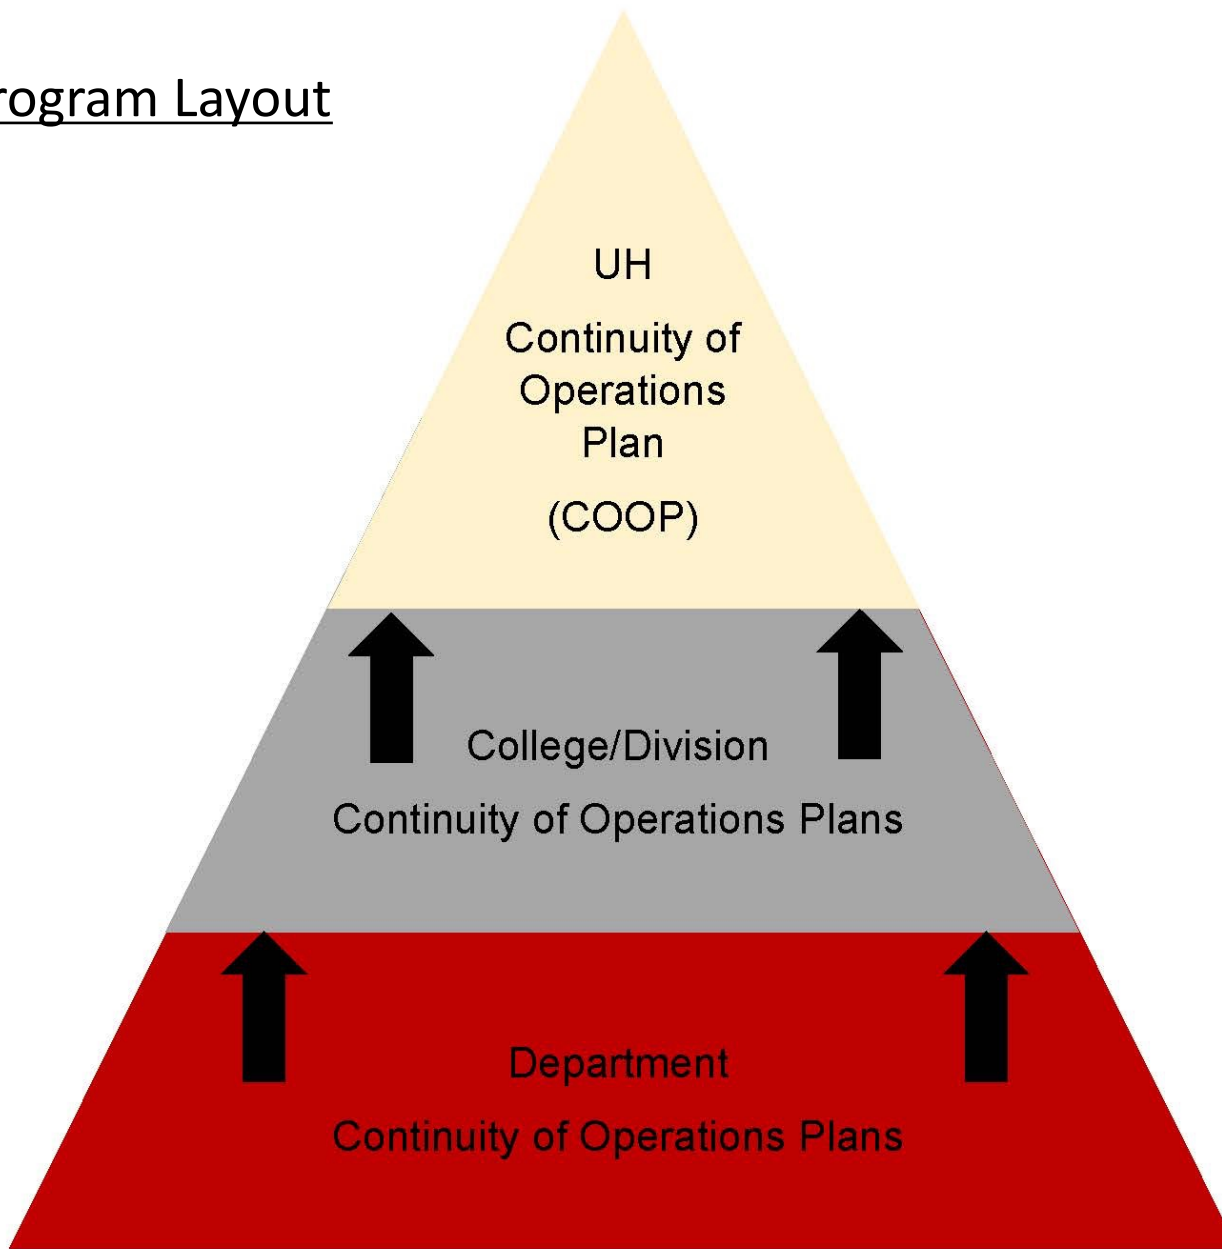 rogram Layout
UH
Continuity of
Operations
Plan
(COOP)
College/Division
Continuity of Operations Plans
Department
Continuity of Operations Plans